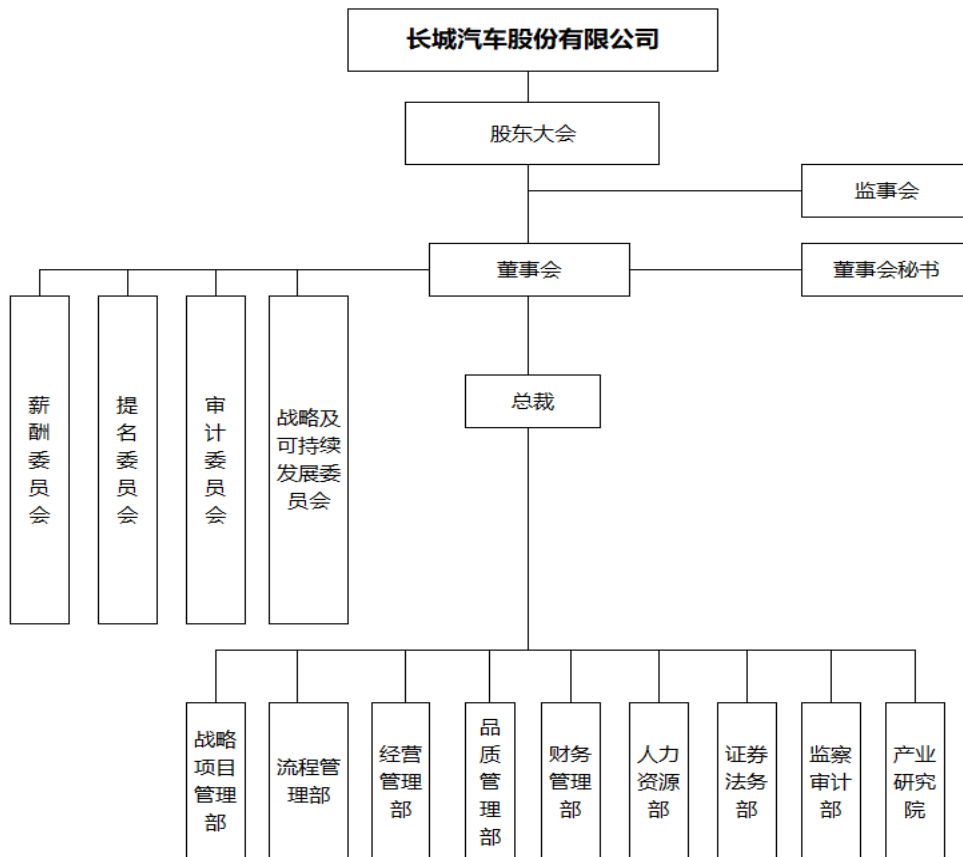 长城汽车股份有限公司
股东大会
监事会
董事会
董事会秘书
薪酬委员会
提名委员会
审计委员会
战略及
可持续
发展委
员会
总裁
战略
项目
管理
部
流程管
理部
经营
管理
部
品
质
管理
部
财务
管理
部
人力
资源
部
证券
法务
部
监察
审计
部
产业
研究
院